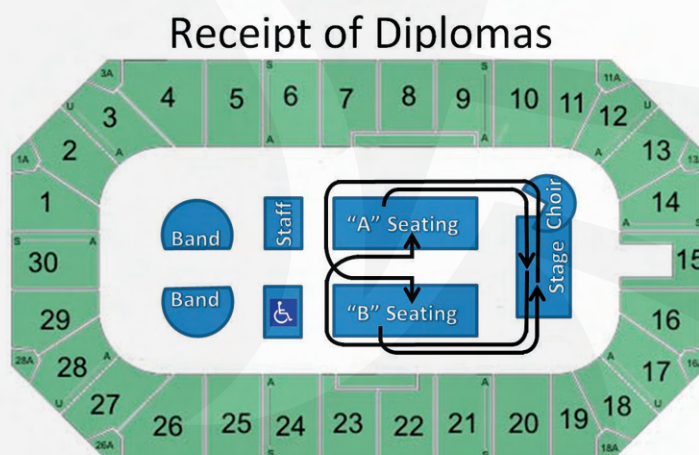 Receipt of Diplomas
3A
4
5
S
6
7
8
S
9
10
11
11A
U
3
12
U
2
A
A
A
A
13
1A
13
1
14
S
A
A
S
30
15
Band
Staff
"A" Seating
Choir
Stage
Band
"B" Seating
29
16
28A
28
A
A
17
16A
U
27
U
18
26A
26
25
A
24
23
22
A
21
20
19
18A
S
S